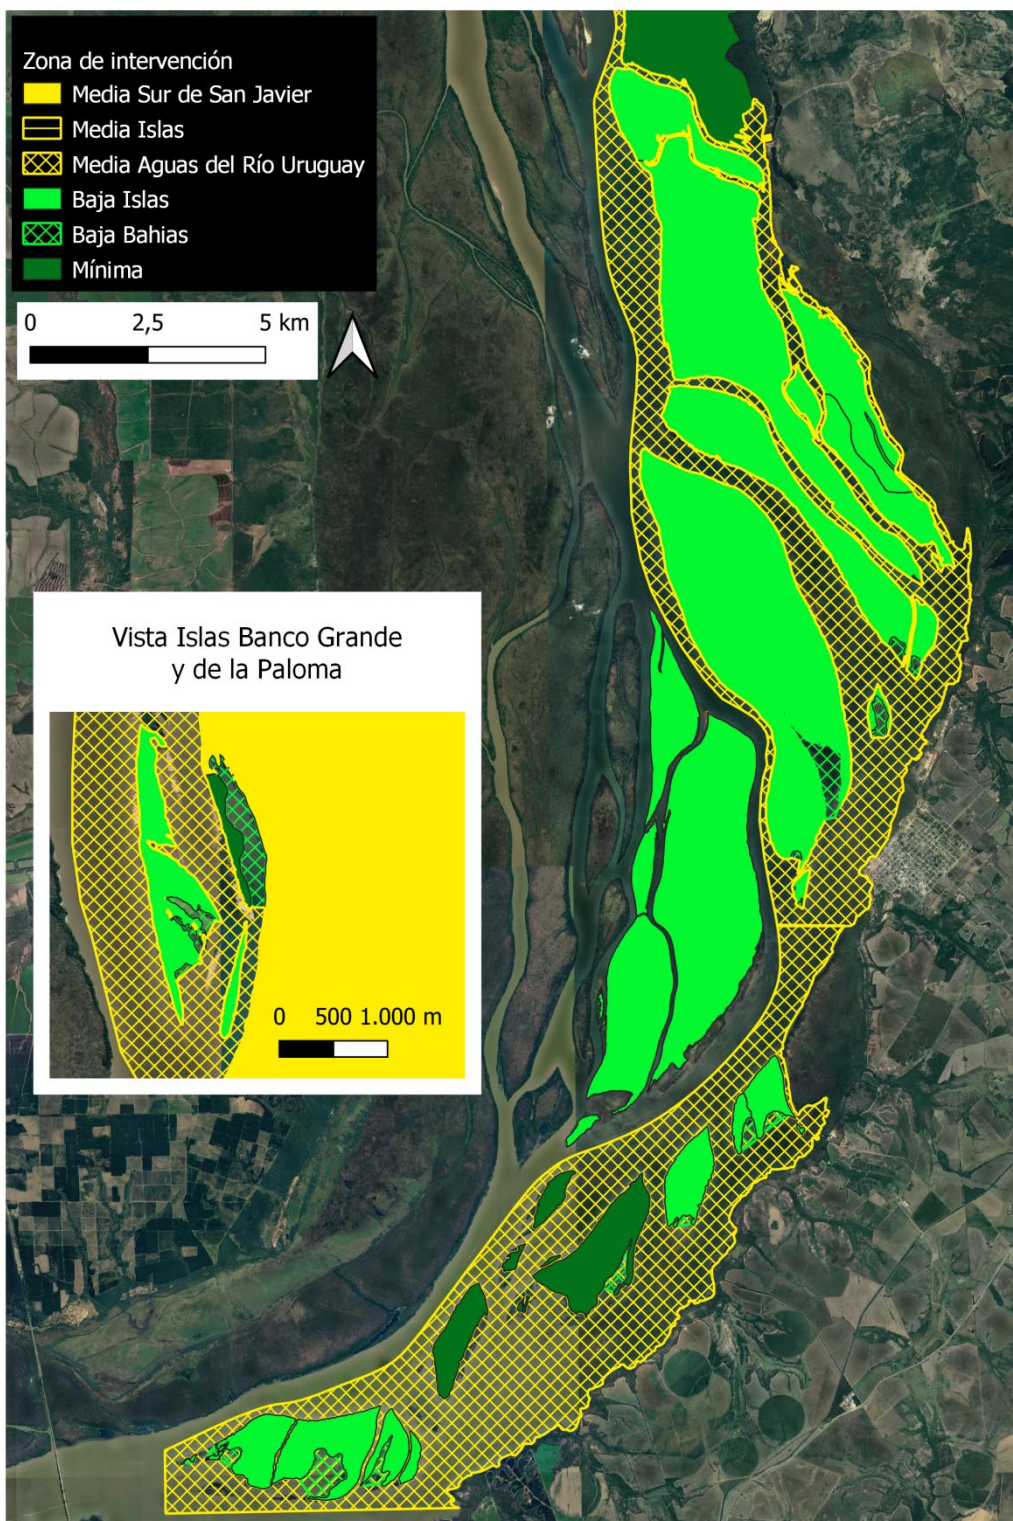 Zona de intervención
Media Sur de San Javier
Media Islas
Media Aguas del Río Uruguay
Baja Islas
Baja Bahias
Mínima
0 2,5 5 km
Vista Islas Banco Grande
y de la Paloma
0 500 1.000 m